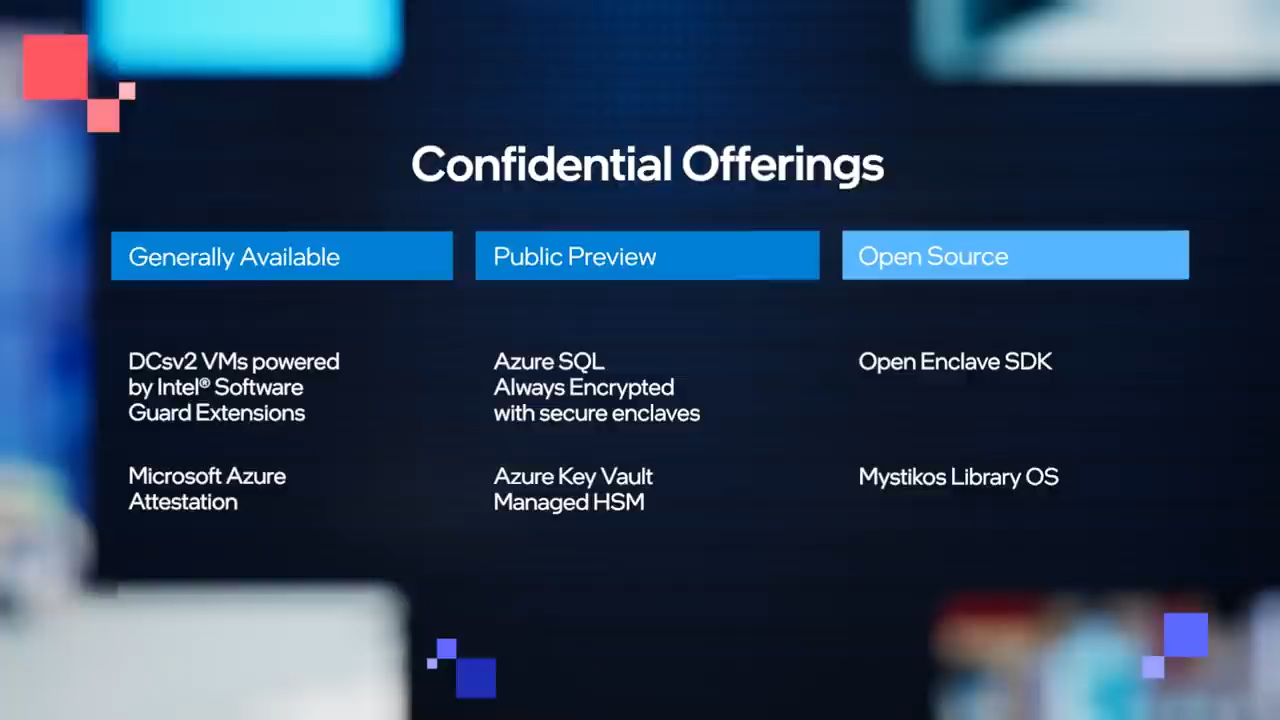 Confidential Offerings
Generally Available
Public Preview
Open Source
DCsv2 VMs powered
by Intel® Software
Guard Extensions
Azure SQL
Always Encrypted
with secure enclaves
Open Enclave SDK
Microsoft Azure
Attestation
Azure Key Vault
Managed HSM
Mystikos Library OS